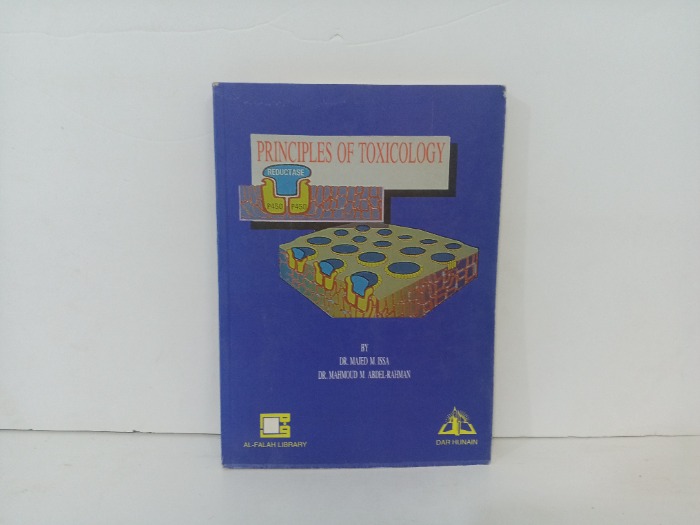 PRINCIPLES OF TOXICOLOGY
REDUCTASE
P450 P450
BY
DR. MAJED M. ISSA
DR. MAHMOUD M. ABDEL-RAHMAN
AL-FALAH LIBRARY
DAR HUNAIN